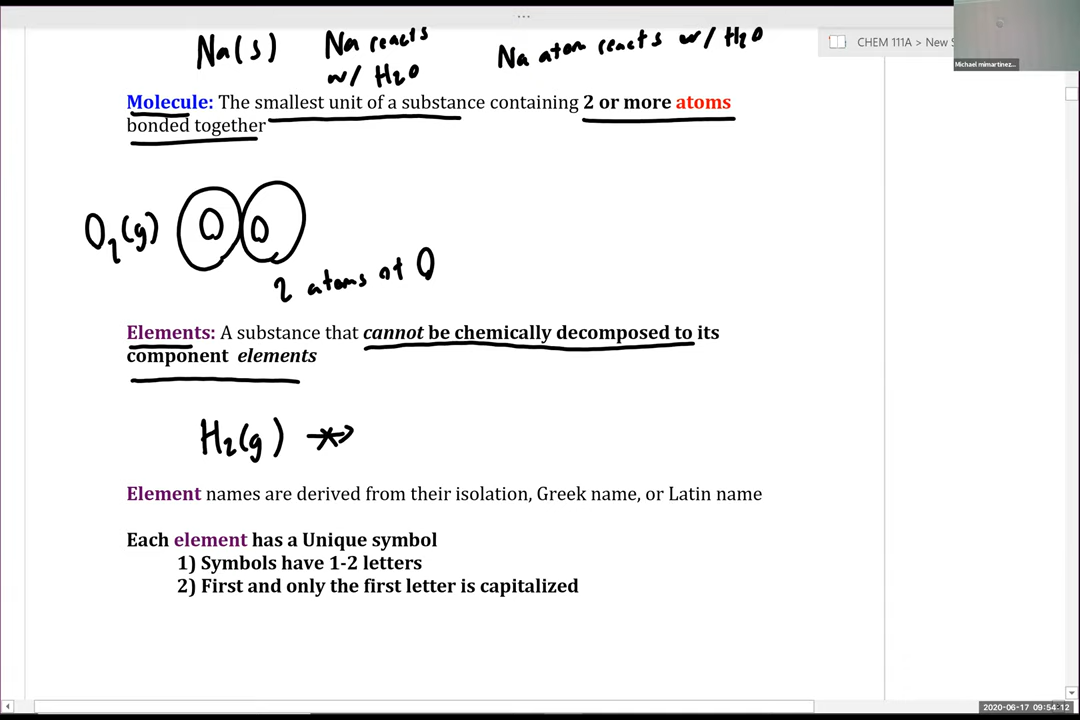 ...
Na(s) Na reacts Na atom reacts w/ H2O
w/ H2O
CHEM 111A > New S
Michael mimartinez...
Molecule: The smallest unit of a substance containing 2 or more atoms
bonded together
O2(g) O O
2 atoms of O
Elements: A substance that cannot be chemically decomposed to its
component elements
H2(g)
Element names are derived from their isolation, Greek name, or Latin name
Each element has a Unique symbol
1) Symbols have 1-2 letters
2) First and only the first letter is capitalized
2020-06-17 09:54:12